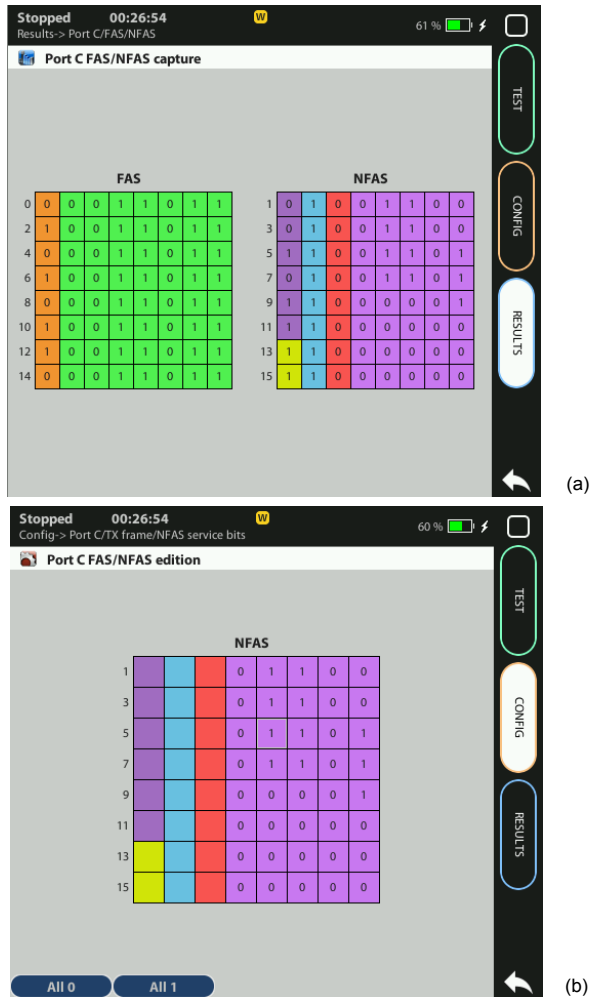 Stopped 00:26:54 W 61 %
Results-> Port C/FAS/NFAS
Port C FAS/NFAS capture
TEST
CONFIG
RESULTS
FAS NFAS
0 0 0 0 1 1 0 1 1 1 0 1 0 0 1 1 0 0
2 1 0 0 1 1 0 1 1 3 0 1 0 0 1 1 0 0
4 0 0 0 1 1 0 1 1 5 1 1 0 0 1 1 0 1
6 1 0 0 1 1 0 1 1 7 0 1 0 0 1 1 0 1
8 0 0 0 1 1 0 1 1 9 1 1 0 0 0 0 0 1
10 1 0 0 1 1 0 1 1 11 1 1 0 0 0 0 0 0
12 1 0 0 1 1 0 1 1 13 1 1 0 0 0 0 0 0
14 0 0 0 1 1 0 1 1 15 1 1 0 0 0 0 0 0
(a)
Stopped 00:26:54 W 60 %
Config-> Port C/TX frame/NFAS service bits
Port C FAS/NFAS edition
TEST
CONFIG
RESULTS
NFAS
1 0 1 1 0 0
3 0 1 1 0 0
5 0 1 1 0 1
7 0 1 1 0 1
9 0 0 0 0 1
11 0 0 0 0 0
13 0 0 0 0 0
15 0 0 0 0 0
All 0 All 1
(b)